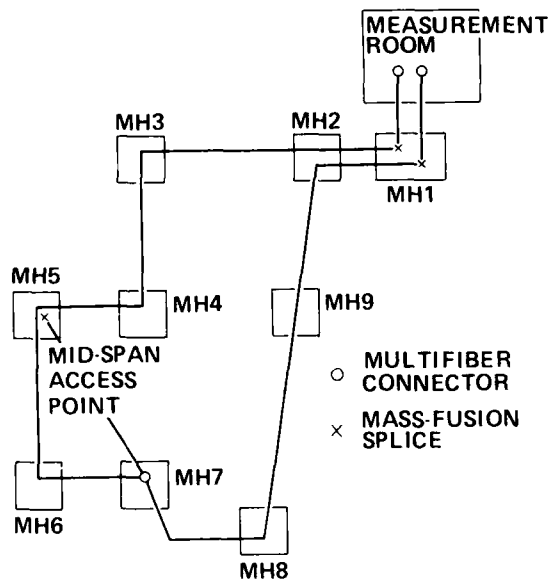 MEASUREMENT
ROOM
MH3
MH2
MH1
MH5
MH4
MH9
MID-SPAN
ACCESS
POINT
MULTIFIBER
CONNECTOR
MASS-FUSION
SPLICE
MH7
MH6
MH8